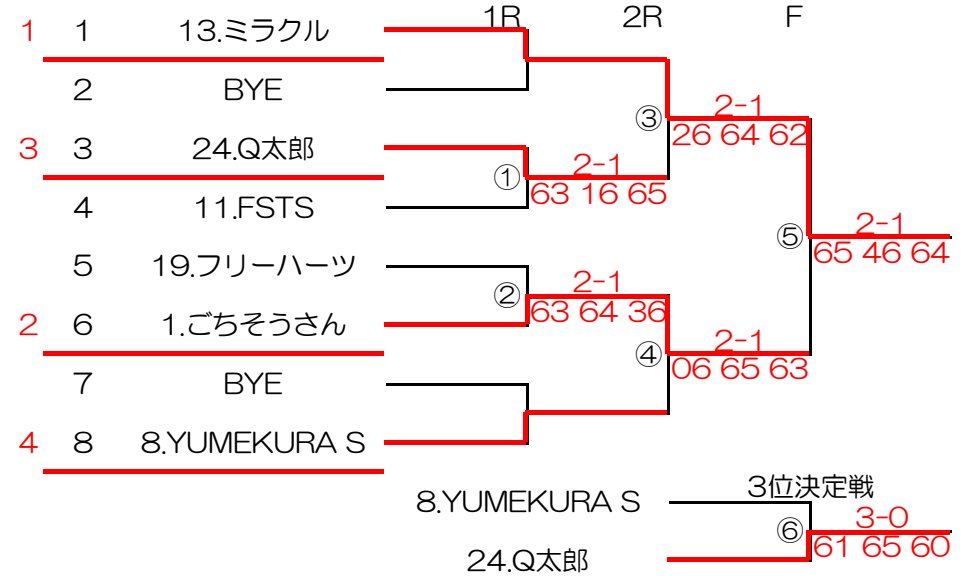 1R 2R F
1 1 13.ミラクル
2 BYE
③ 2-1
26 64 62
3 3 24.Q太郎
① 2-1
63 16 65
4 11.FSTS
⑤ 2-1
65 46 64
5 19.フリーハーツ
② 2-1
63 64 36
2 6 1.ごちそうさん
④ 2-1
06 65 63
7 BYE
4 8 8.YUMEKURA S
3位決定戦
8.YUMEKURA S
⑥ 3-0
61 65 60
24.Q太郎